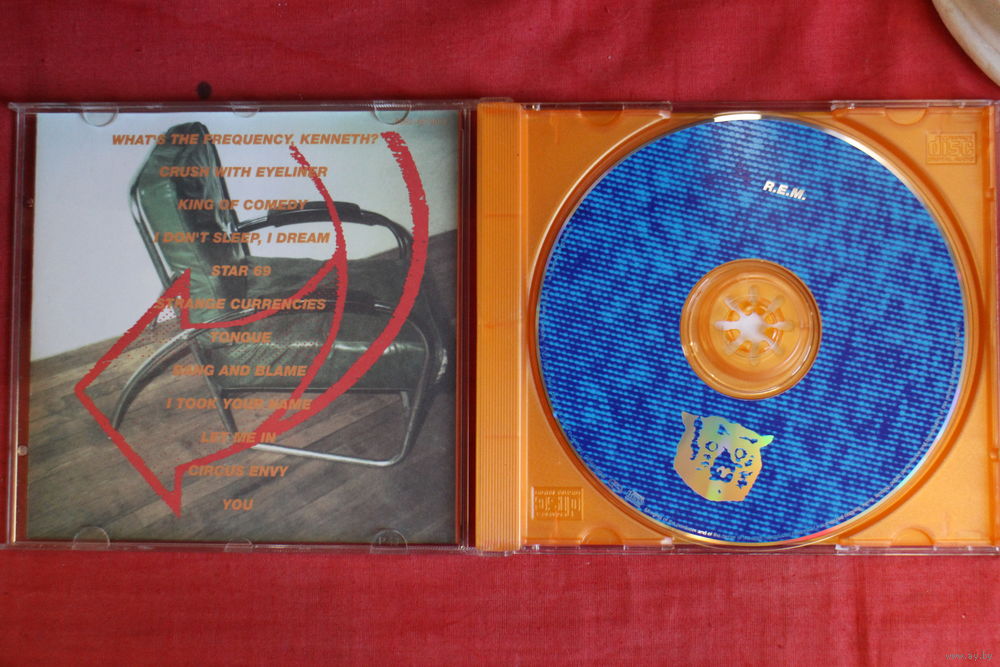 WHAT'S THE FREQUENCY, KENNETH?
CRUSH WITH EYELINER
KING OF COMEDY
I DON'T SLEEP, I DREAM
STAR 69
STRANGE CURRENCIES
TONGUE
BANG AND BLAME
I TOOK YOUR NAME
LET ME IN
CIRCUS ENVY
YOU
R.E.M.
disc
disc
www.ay.by